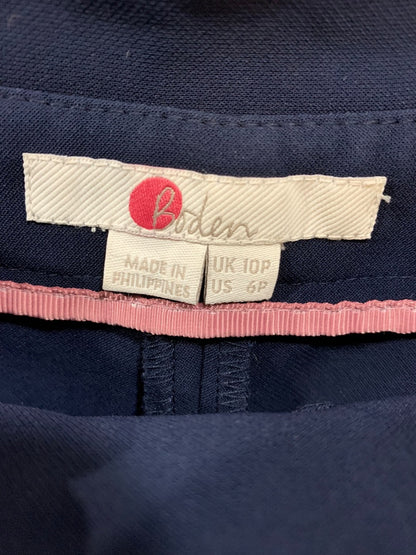 Boden
MADE IN
PHILIPPINES
UK 10P
US 6P